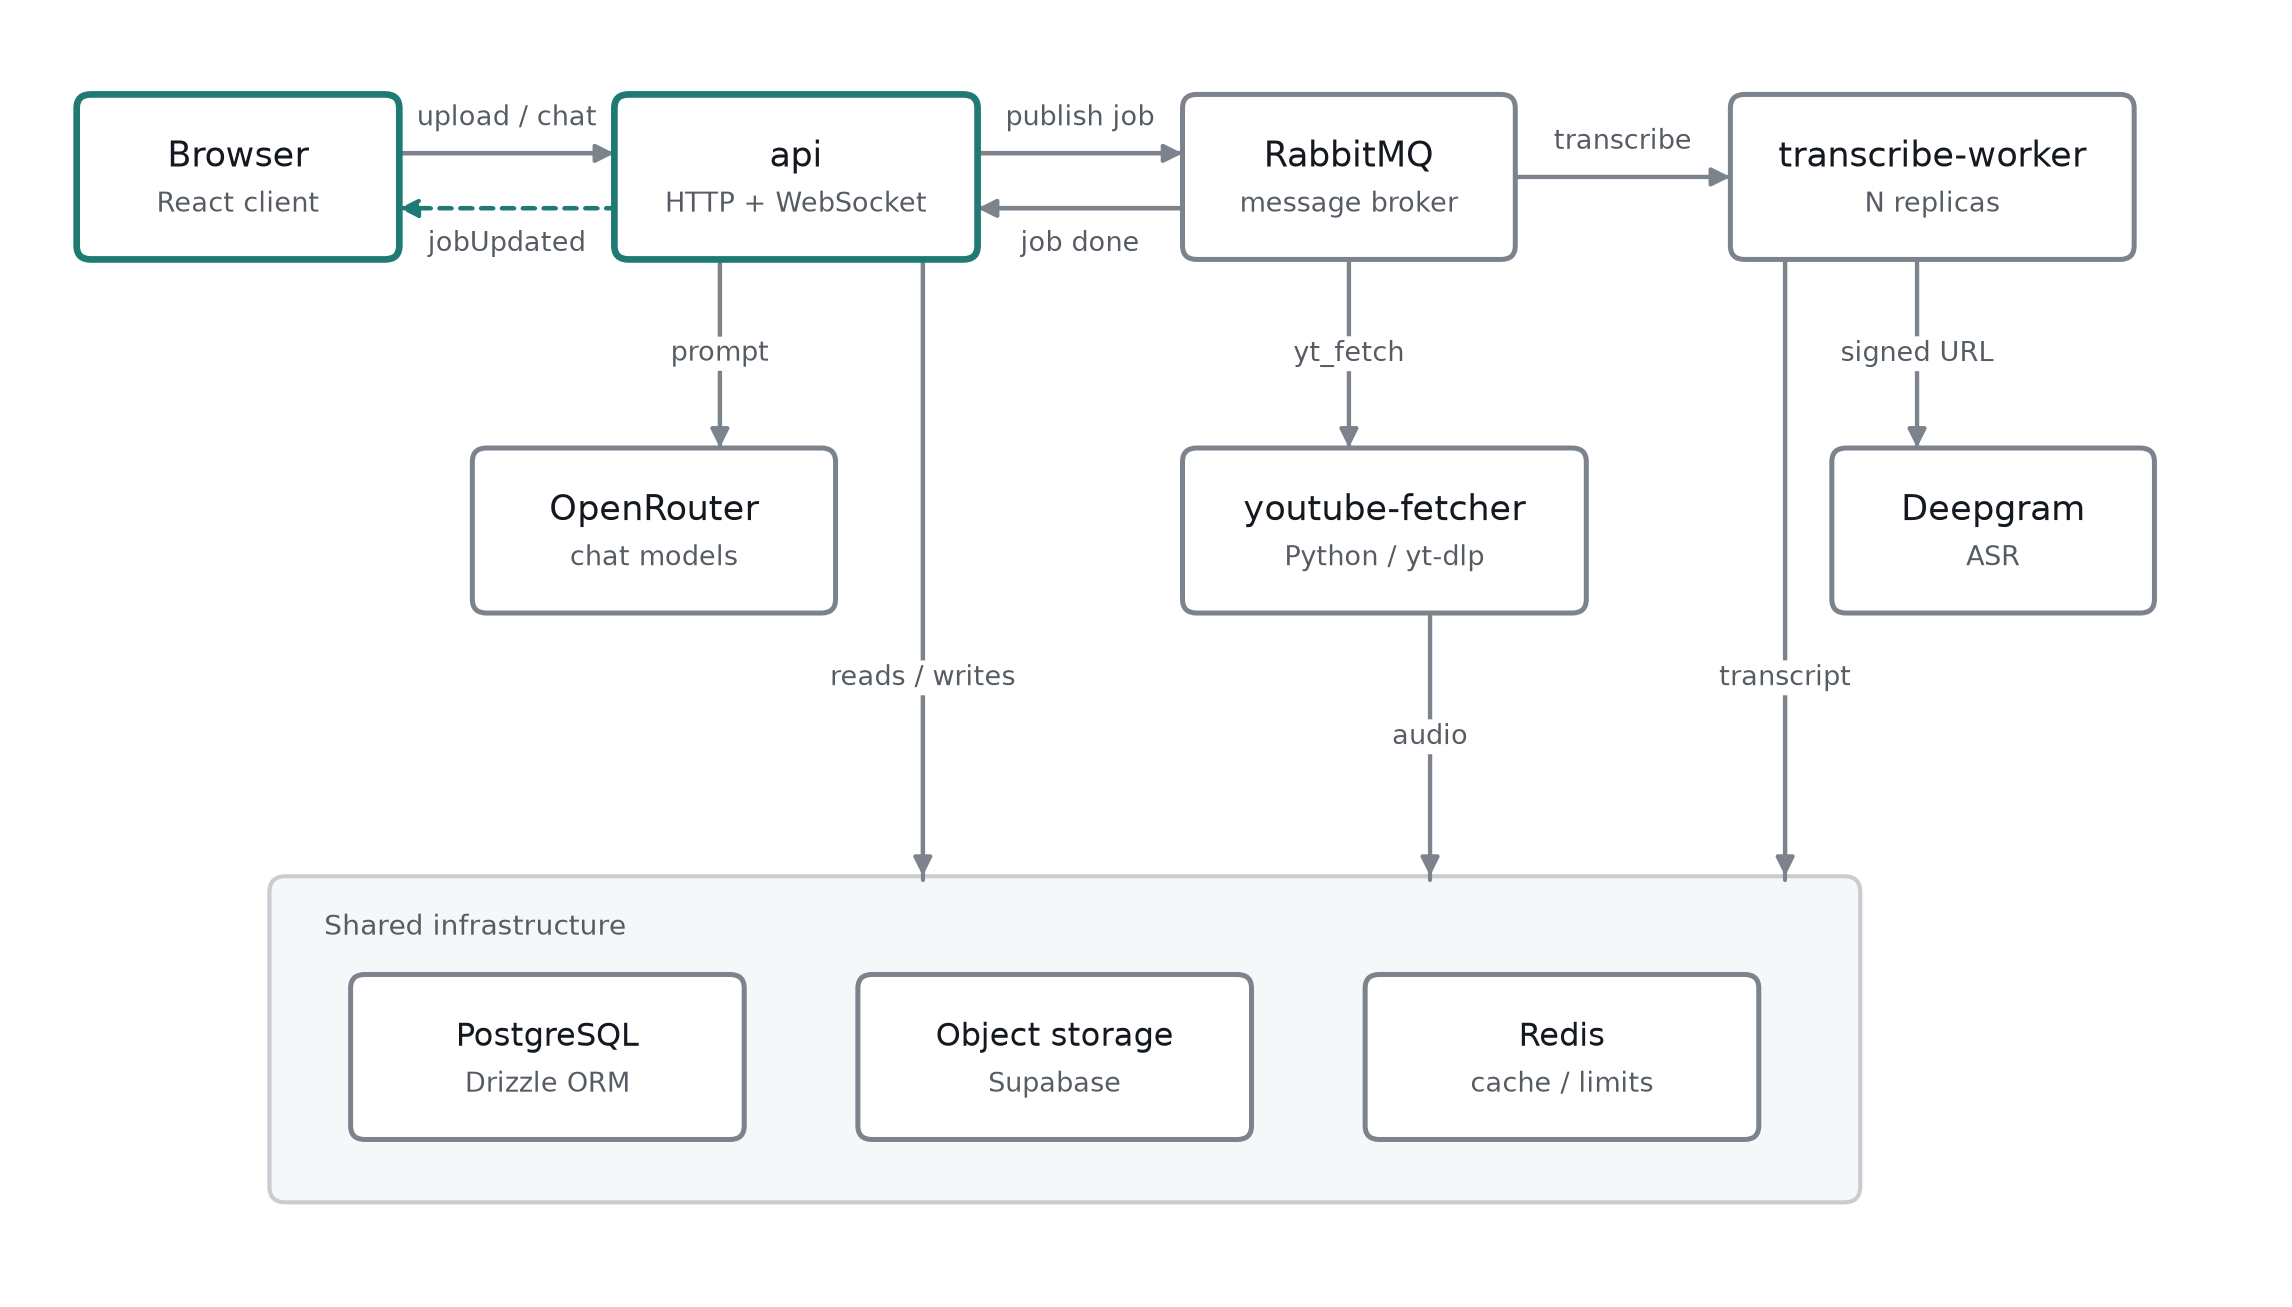 upload / chat
publish job
transcribe
Browser
React client
api
HTTP + WebSocket
RabbitMQ
message broker
transcribe-worker
N replicas
jobUpdated
job done
prompt
yt_fetch
signed URL
OpenRouter
chat models
youtube-fetcher
Python / yt-dlp
Deepgram
ASR
reads / writes
transcript
audio
Shared infrastructure
PostgreSQL
Drizzle ORM
Object storage
Supabase
Redis
cache / limits